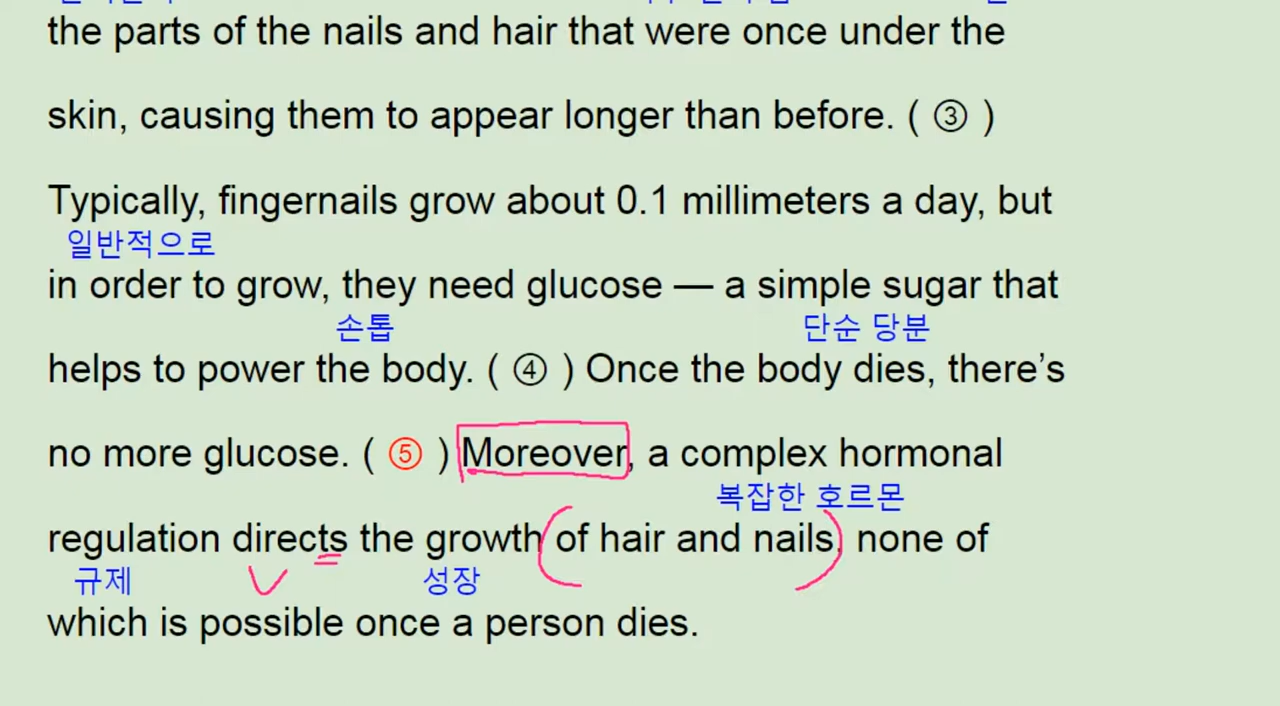 the parts of the nails and hair that were once under the
skin, causing them to appear longer than before. ( ③ )
Typically, fingernails grow about 0.1 millimeters a day, but
일반적으로
in order to grow, they need glucose — a simple sugar that
손톱 단순 당분
helps to power the body. ( ④ ) Once the body dies, there’s
no more glucose. ( ⑤ ) Moreover, a complex hormonal
복잡한 호르몬
regulation directs the growth of hair and nails, none of
규제 성장
which is possible once a person dies.